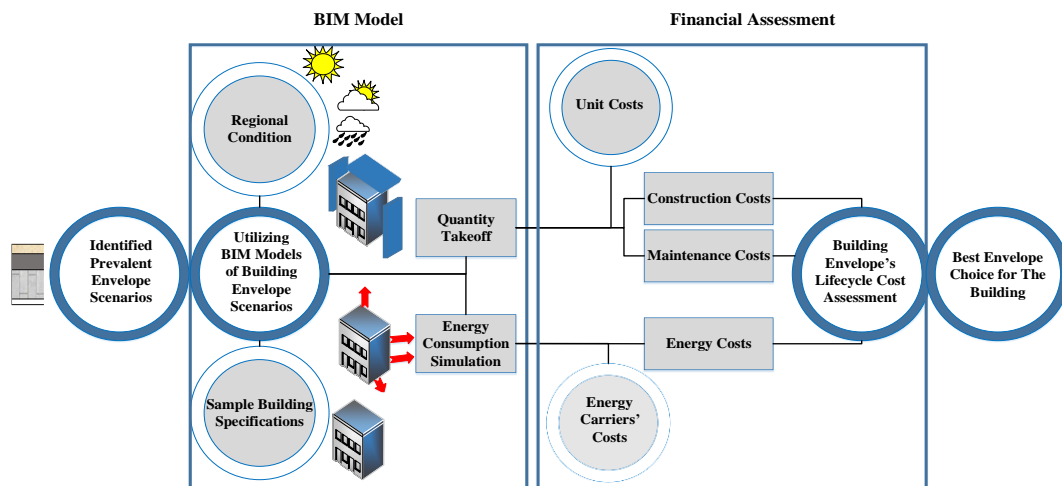 BIM Model
Financial Assessment
Regional
Condition
Unit Costs
Quantity
Takeoff
Construction Costs
Maintenance Costs
Identified
Prevalent
Envelope
Scenarios
Utilizing
BIM Models
of Building
Envelope
Scenarios
Building
Envelope’s
Lifecycle Cost
Assessment
Best Envelope
Choice for The
Building
Energy
Consumption
Simulation
Energy Costs
Sample Building
Specifications
Energy
Carriers’
Costs